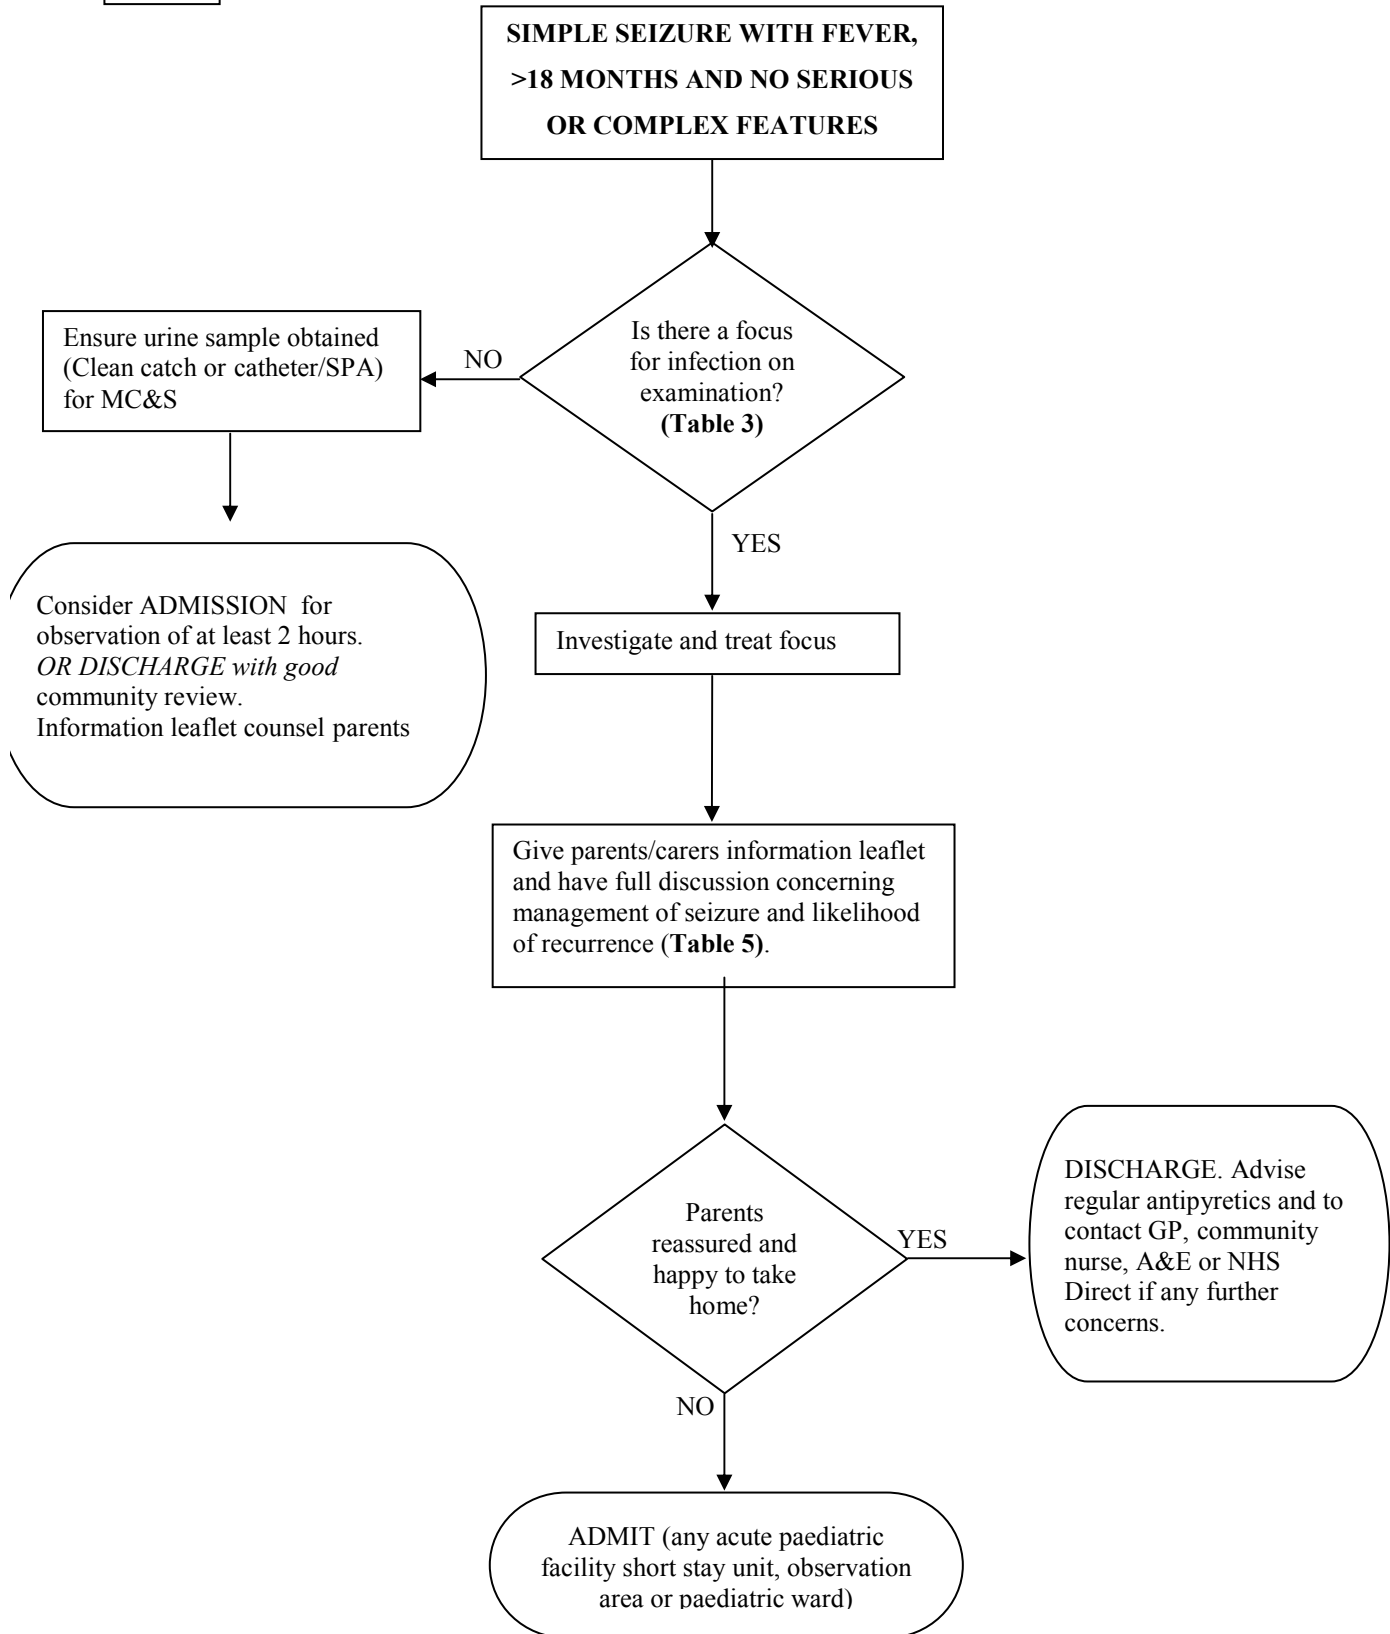 SIMPLE SEIZURE WITH FEVER,
>18 MONTHS AND NO SERIOUS
OR COMPLEX FEATURES
Is there a focus
for infection on
examination?
(Table 3)
NO
Ensure urine sample obtained
(Clean catch or catheter/SPA)
for MC&S
Consider ADMISSION for
observation of at least 2 hours.
OR DISCHARGE with good
community review.
Information leaflet counsel parents
YES
Investigate and treat focus
Give parents/carers information leaflet
and have full discussion concerning
management of seizure and likelihood
of recurrence (Table 5).
Parents
reassured and
happy to take
home?
YES
DISCHARGE. Advise
regular antipyretics and to
contact GP, community
nurse, A&E or NHS
Direct if any further
concerns.
NO
ADMIT (any acute paediatric
facility short stay unit, observation
area or paediatric ward)